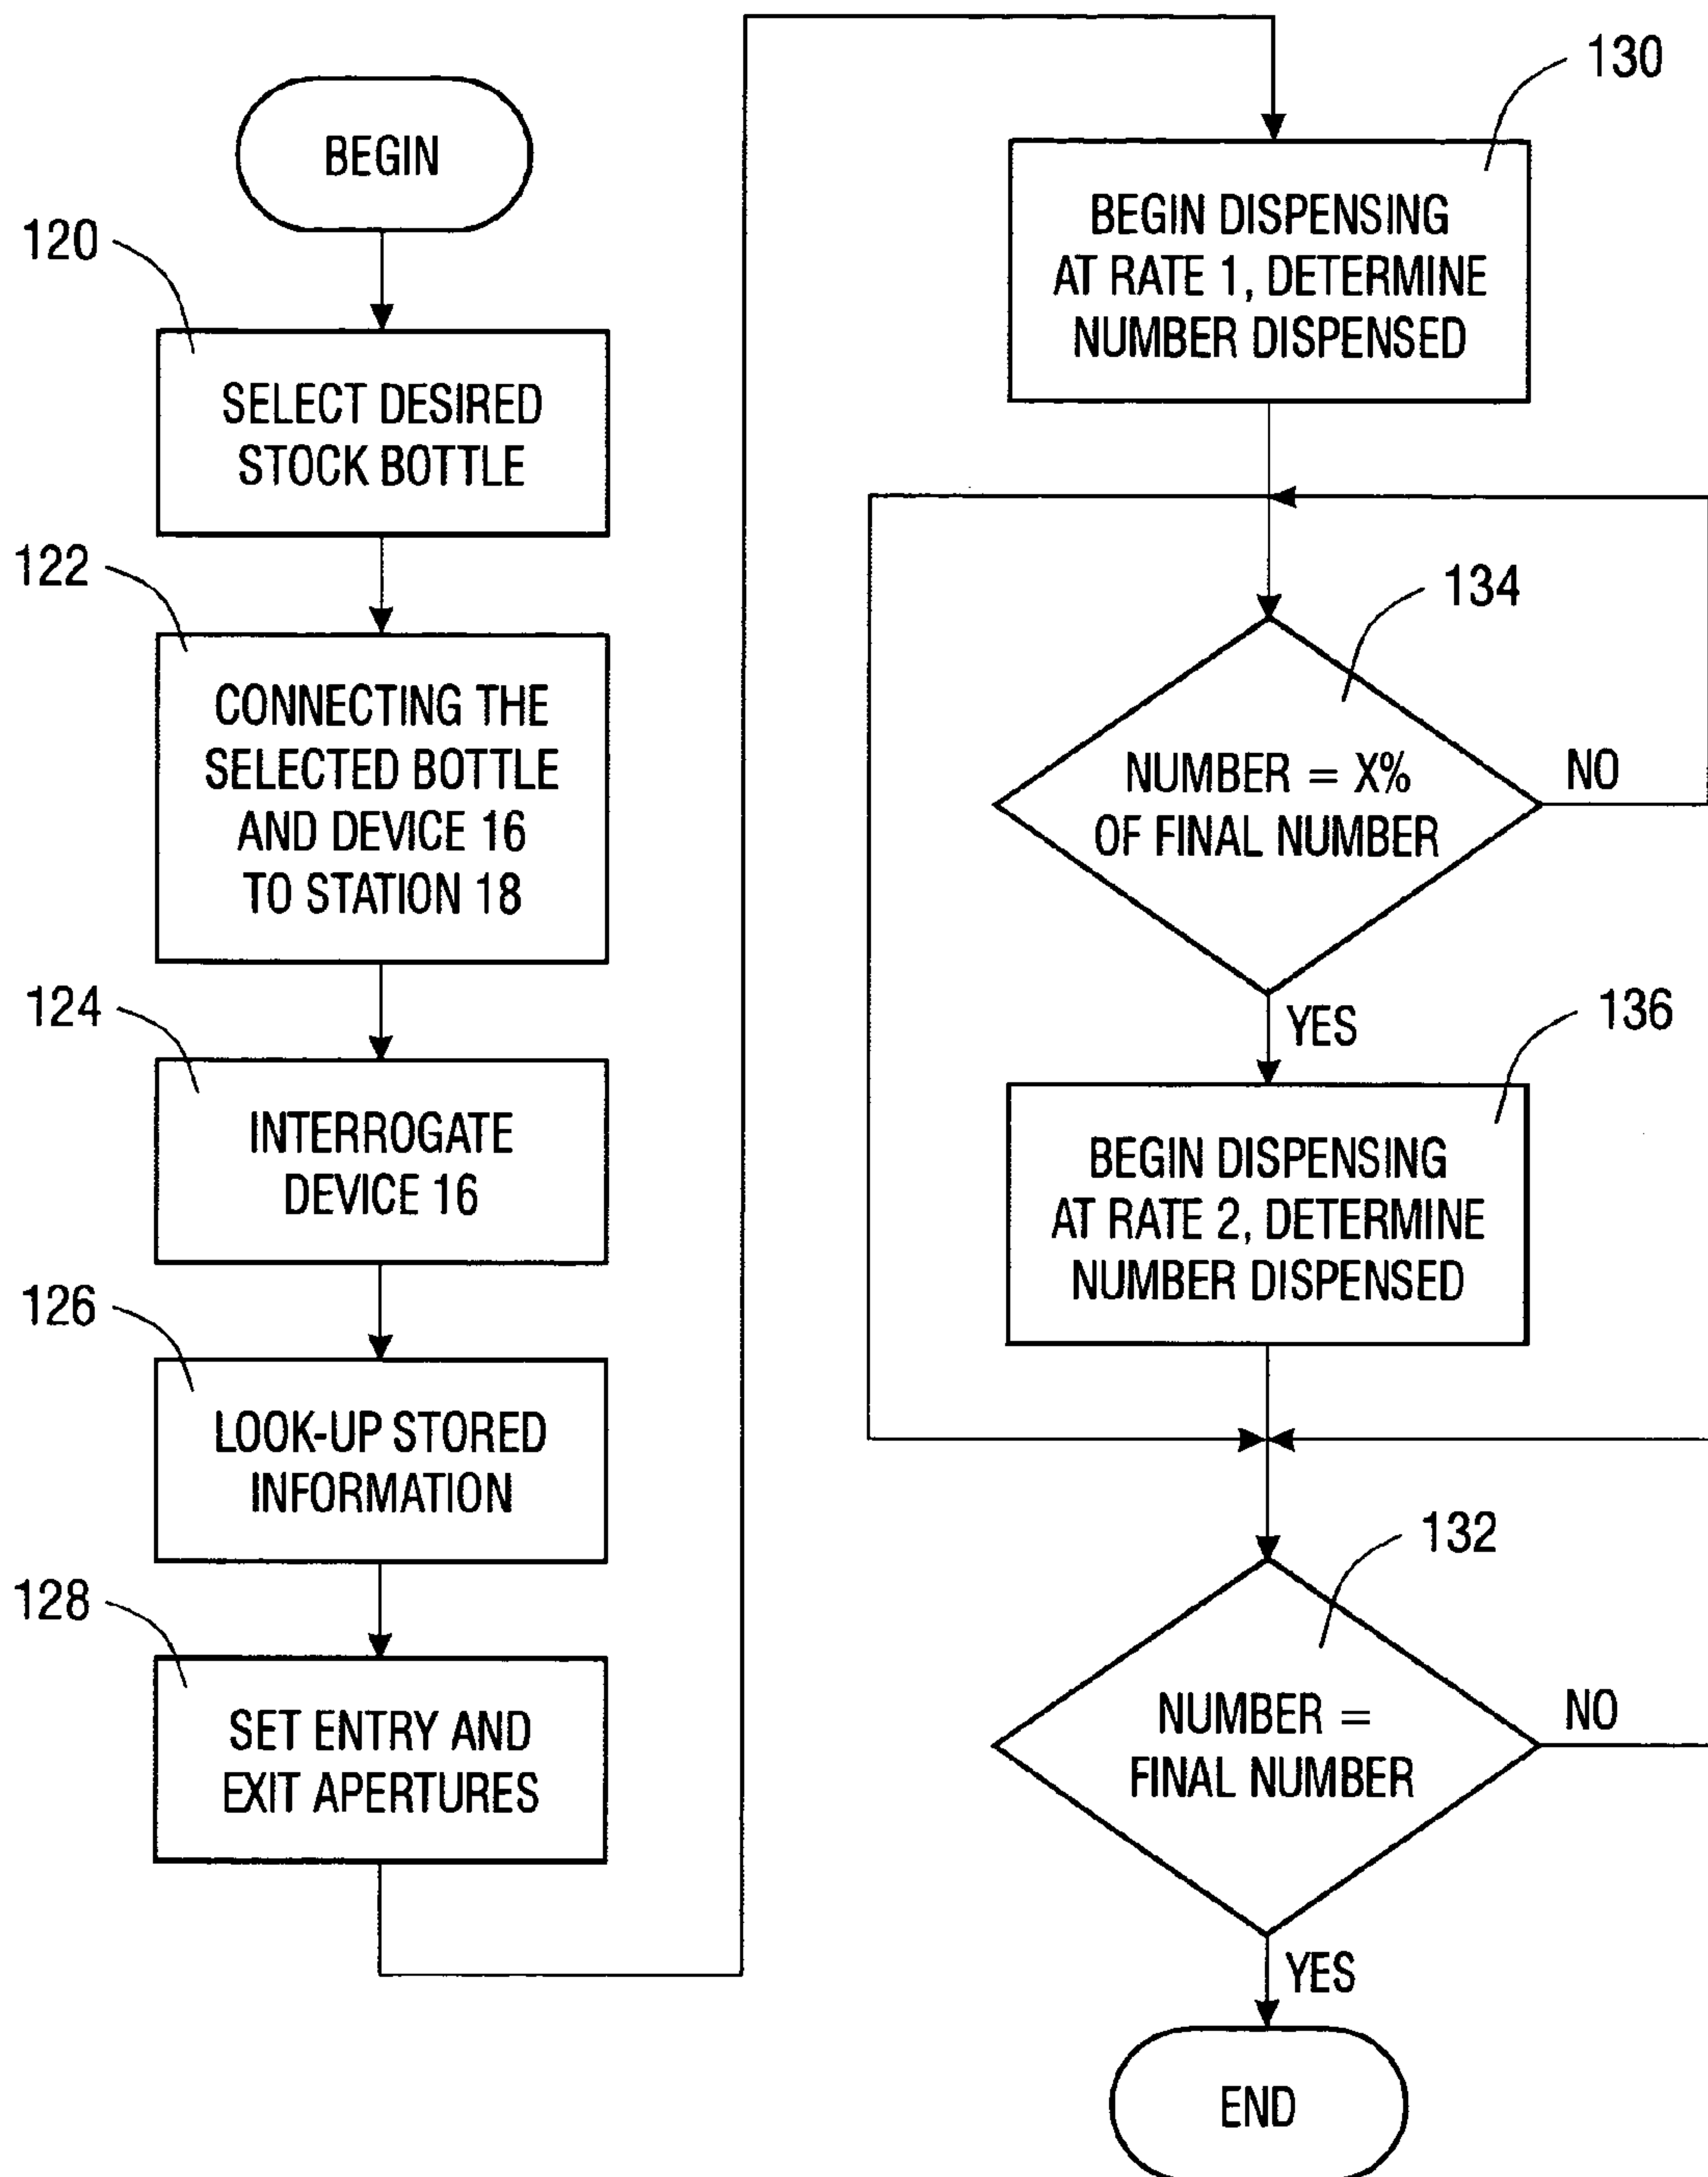 BEGIN
120
SELECT DESIRED
STOCK BOTTLE
122
CONNECTING THE
SELECTED BOTTLE
AND DEVICE 16
TO STATION 18
124
INTERROGATE
DEVICE 16
126
LOOK-UP STORED
INFORMATION
128
SET ENTRY AND
EXIT APERTURES
130
BEGIN DISPENSING
AT RATE 1, DETERMINE
NUMBER DISPENSED
134
NUMBER = X%
OF FINAL NUMBER
NO
YES
136
BEGIN DISPENSING
AT RATE 2, DETERMINE
NUMBER DISPENSED
132
NUMBER =
FINAL NUMBER
NO
YES
END